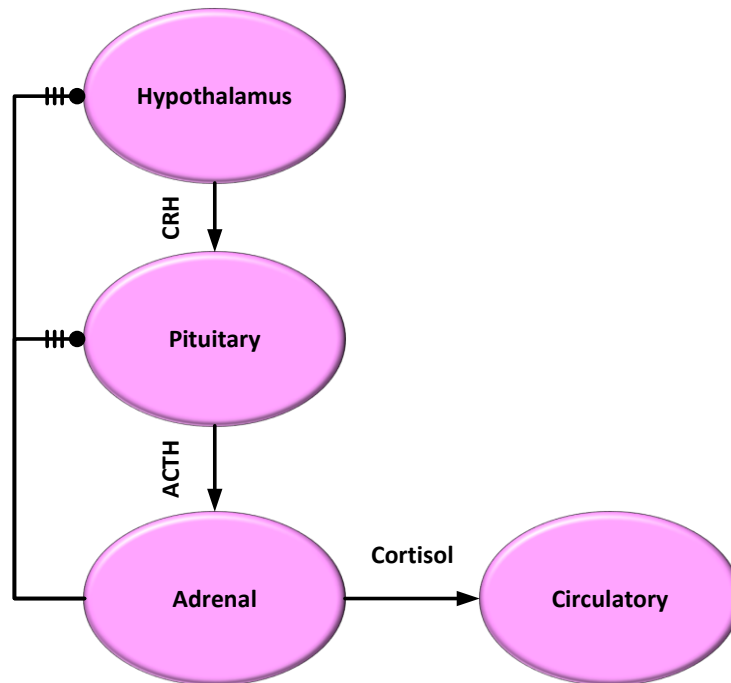 Hypothalamus
CRH
Pituitary
ACTH
Adrenal
Cortisol
Circulatory